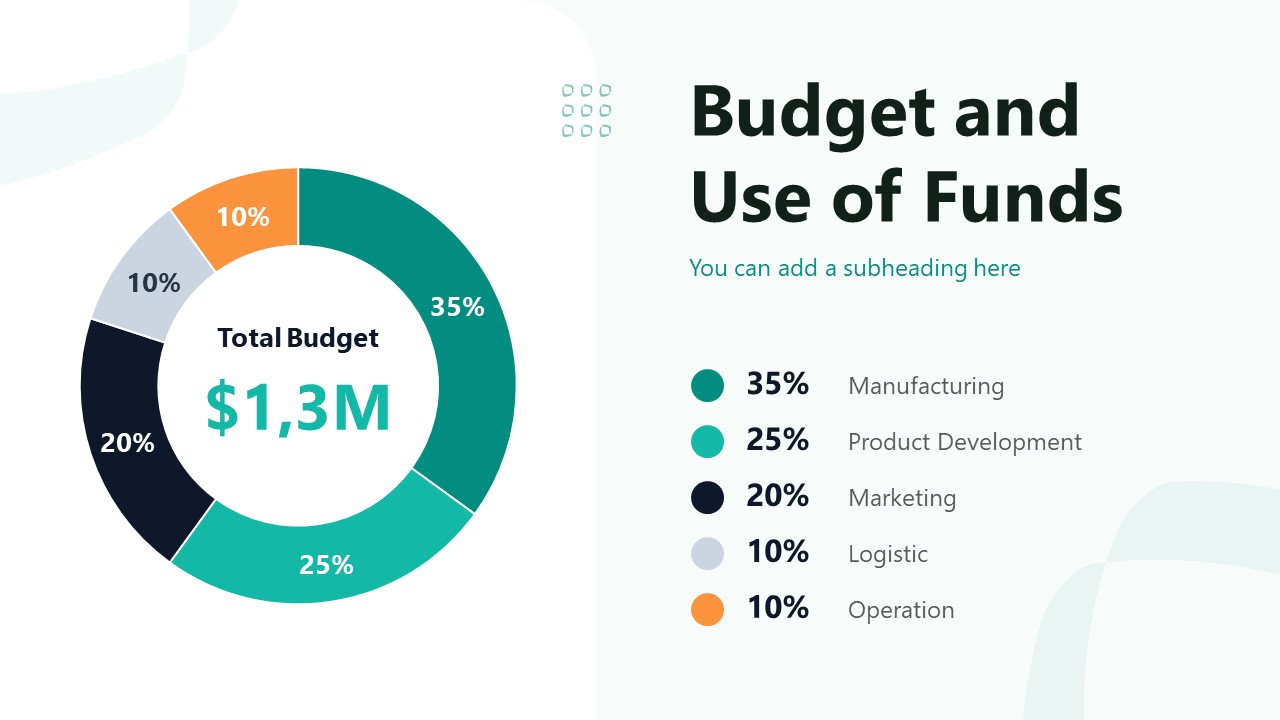 Budget and
Use of Funds
You can add a subheading here
10%
35%
10%
20%
25%
Total Budget
$1,3M
35% Manufacturing
25% Product Development
20% Marketing
10% Logistic
10% Operation